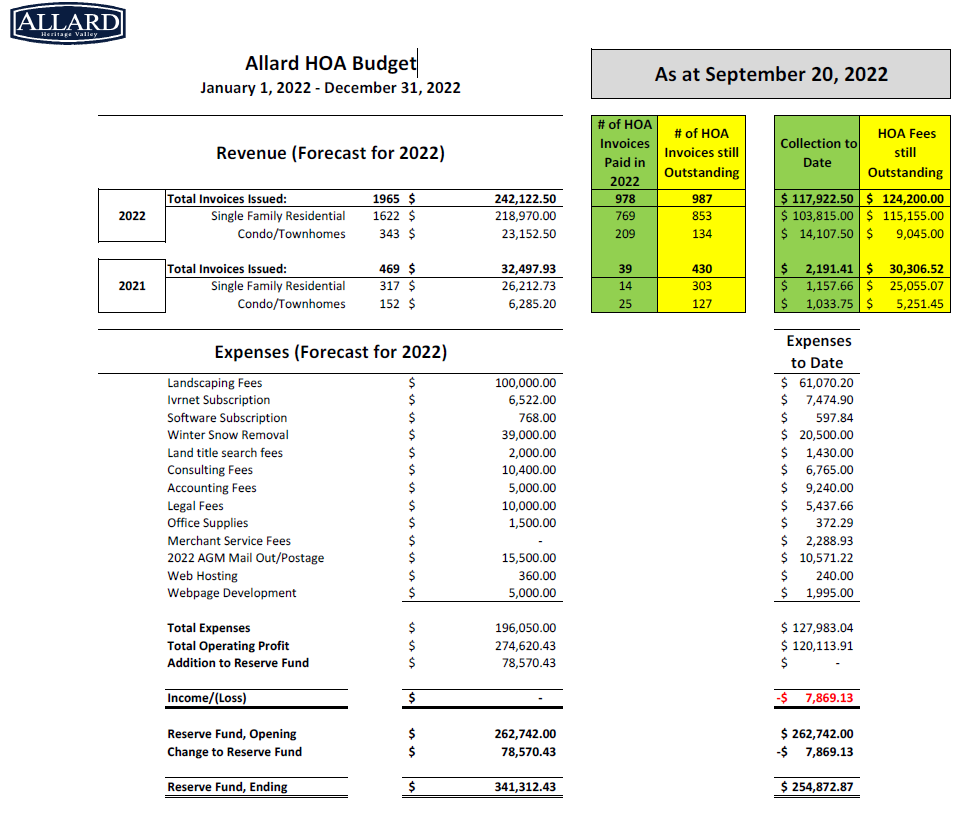 ALLARD
Heritage Valley
Allard HOA Budget
January 1, 2022 - December 31, 2022
As at September 20, 2022
Revenue (Forecast for 2022)
# of HOA Invoices Paid in 2022
# of HOA Invoices still Outstanding
Collection to Date
HOA Fees still Outstanding
2022
Total Invoices Issued: 1965 $ 242,122.50 978 987 $ 117,922.50 $ 124,200.00
Single Family Residential 1622 $ 218,970.00 769 853 $ 103,815.00 $ 115,155.00
Condo/Townhomes 343 $ 23,152.50 209 134 $ 14,107.50 $ 9,045.00
2021
Total Invoices Issued: 469 $ 32,497.93 39 430 $ 2,191.41 $ 30,306.52
Single Family Residential 317 $ 26,212.73 14 303 $ 1,157.66 $ 25,055.07
Condo/Townhomes 152 $ 6,285.20 25 127 $ 1,033.75 $ 5,251.45
Expenses (Forecast for 2022)
Expenses to Date
Landscaping Fees $ 100,000.00 $ 61,070.20
Ivrnet Subscription $ 6,522.00 $ 7,474.90
Software Subscription $ 768.00 $ 597.84
Winter Snow Removal $ 39,000.00 $ 20,500.00
Land title search fees $ 2,000.00 $ 1,430.00
Consulting Fees $ 10,400.00 $ 6,765.00
Accounting Fees $ 5,000.00 $ 9,240.00
Legal Fees $ 10,000.00 $ 5,437.66
Office Supplies $ 1,500.00 $ 372.29
Merchant Service Fees $ - $ 2,288.93
2022 AGM Mail Out/Postage $ 15,500.00 $ 10,571.22
Web Hosting $ 360.00 $ 240.00
Webpage Development $ 5,000.00 $ 1,995.00
Total Expenses $ 196,050.00 $ 127,983.04
Total Operating Profit $ 274,620.43 $ 120,113.91
Addition to Reserve Fund $ 78,570.43 $ -
Income/(Loss) $ - -$ 7,869.13
Reserve Fund, Opening $ 262,742.00 $ 262,742.00
Change to Reserve Fund $ 78,570.43 -$ 7,869.13
Reserve Fund, Ending $ 341,312.43 $ 254,872.87